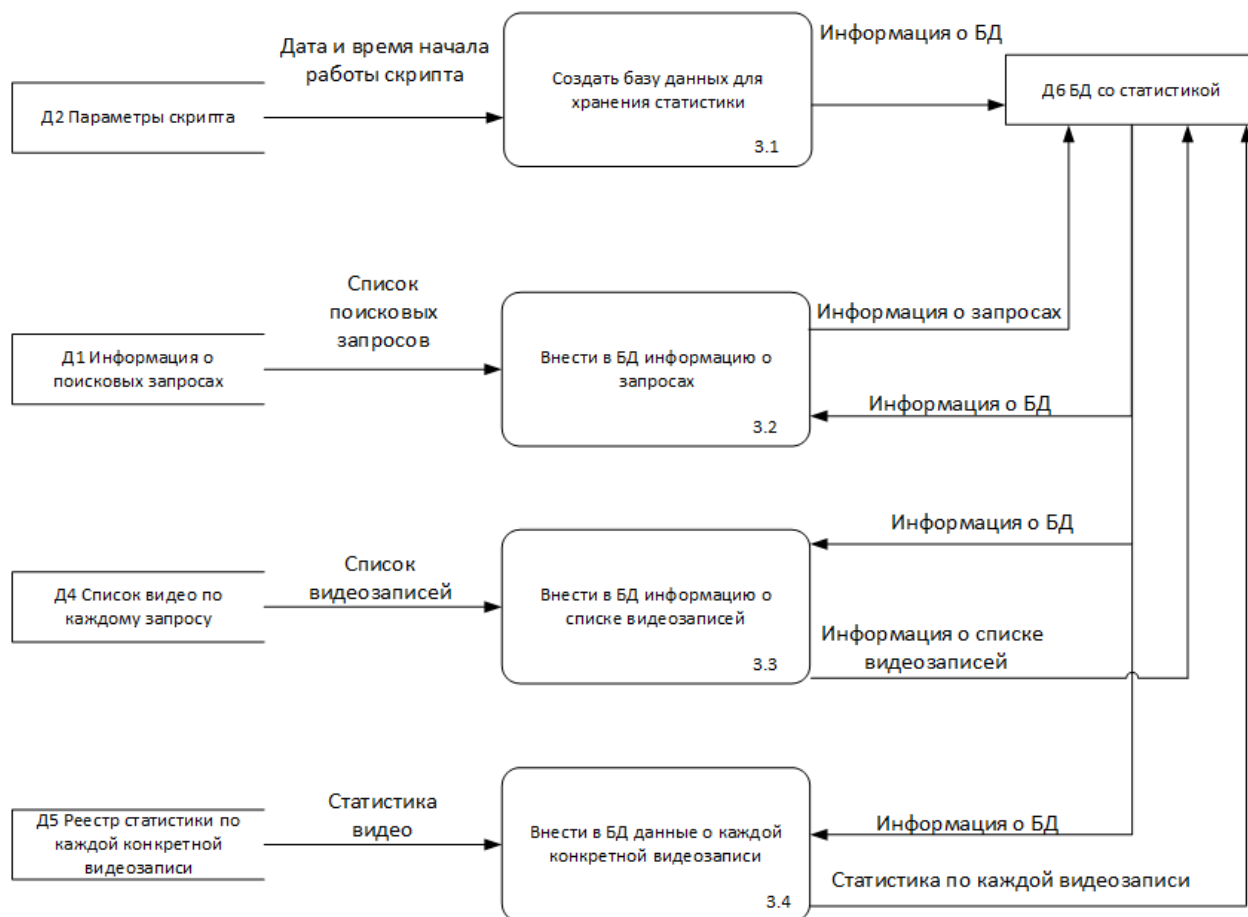 Дата и время начала
работы скрипта
Информация о БД
Создать базу данных для
хранения статистики
3.1
Д2 Параметры скрипта
Д6 БД со статистикой
Список
поисковых
запросов
Информация о запросах
Д1 Информация о
поисковых запросах
Внести в БД информацию о
запросах
3.2
Информация о БД
Информация о БД
Список
видеозаписей
Д4 Список видео по
каждому запросу
Внести в БД информацию о
списке видеозаписей
3.3
Информация о списке
видеозаписей
Статистика
видео
Информация о БД
Д5 Реестр статистики по
каждой конкретной
видеозаписи
Внести в БД данные о каждой
конкретной видеозаписи
3.4
Статистика по каждой видеозаписи